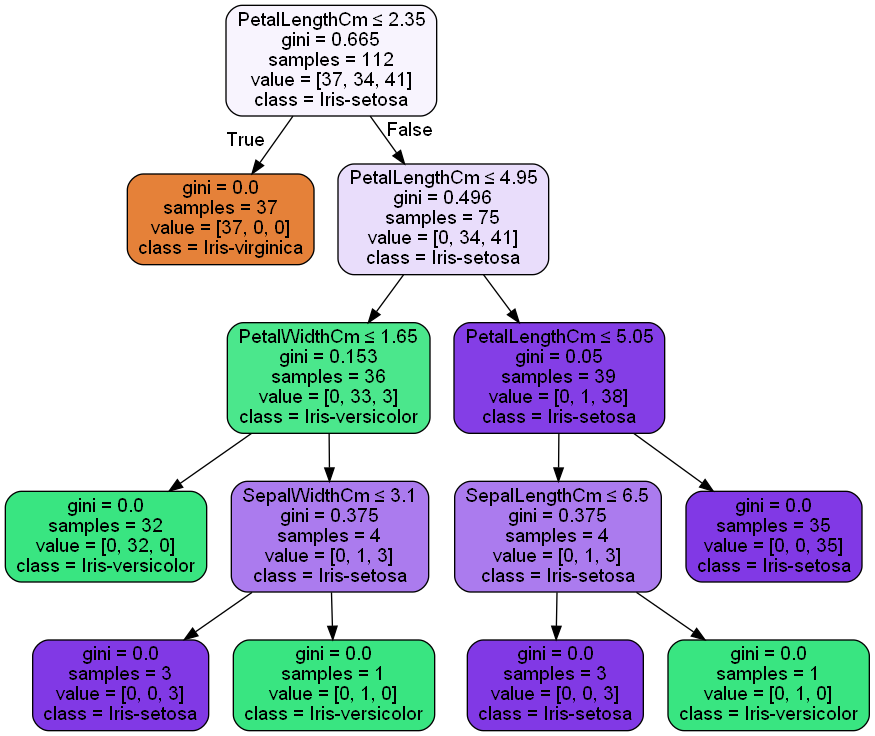 PetalLengthCm ≤ 2.35
gini = 0.665
samples = 112
value = [37, 34, 41]
class = Iris-setosa
True
False
gini = 0.0
samples = 37
value = [37, 0, 0]
class = Iris-virginica
PetalLengthCm ≤ 4.95
gini = 0.496
samples = 75
value = [0, 34, 41]
class = Iris-setosa
PetalWidthCm ≤ 1.65
gini = 0.153
samples = 36
value = [0, 33, 3]
class = Iris-versicolor
PetalLengthCm ≤ 5.05
gini = 0.05
samples = 39
value = [0, 1, 38]
class = Iris-setosa
gini = 0.0
samples = 32
value = [0, 32, 0]
class = Iris-versicolor
SepalWidthCm ≤ 3.1
gini = 0.375
samples = 4
value = [0, 1, 3]
class = Iris-setosa
SepalLengthCm ≤ 6.5
gini = 0.375
samples = 4
value = [0, 1, 3]
class = Iris-setosa
gini = 0.0
samples = 35
value = [0, 0, 35]
class = Iris-setosa
gini = 0.0
samples = 3
value = [0, 0, 3]
class = Iris-setosa
gini = 0.0
samples = 1
value = [0, 1, 0]
class = Iris-versicolor
gini = 0.0
samples = 3
value = [0, 0, 3]
class = Iris-setosa
gini = 0.0
samples = 1
value = [0, 1, 0]
class = Iris-versicolor